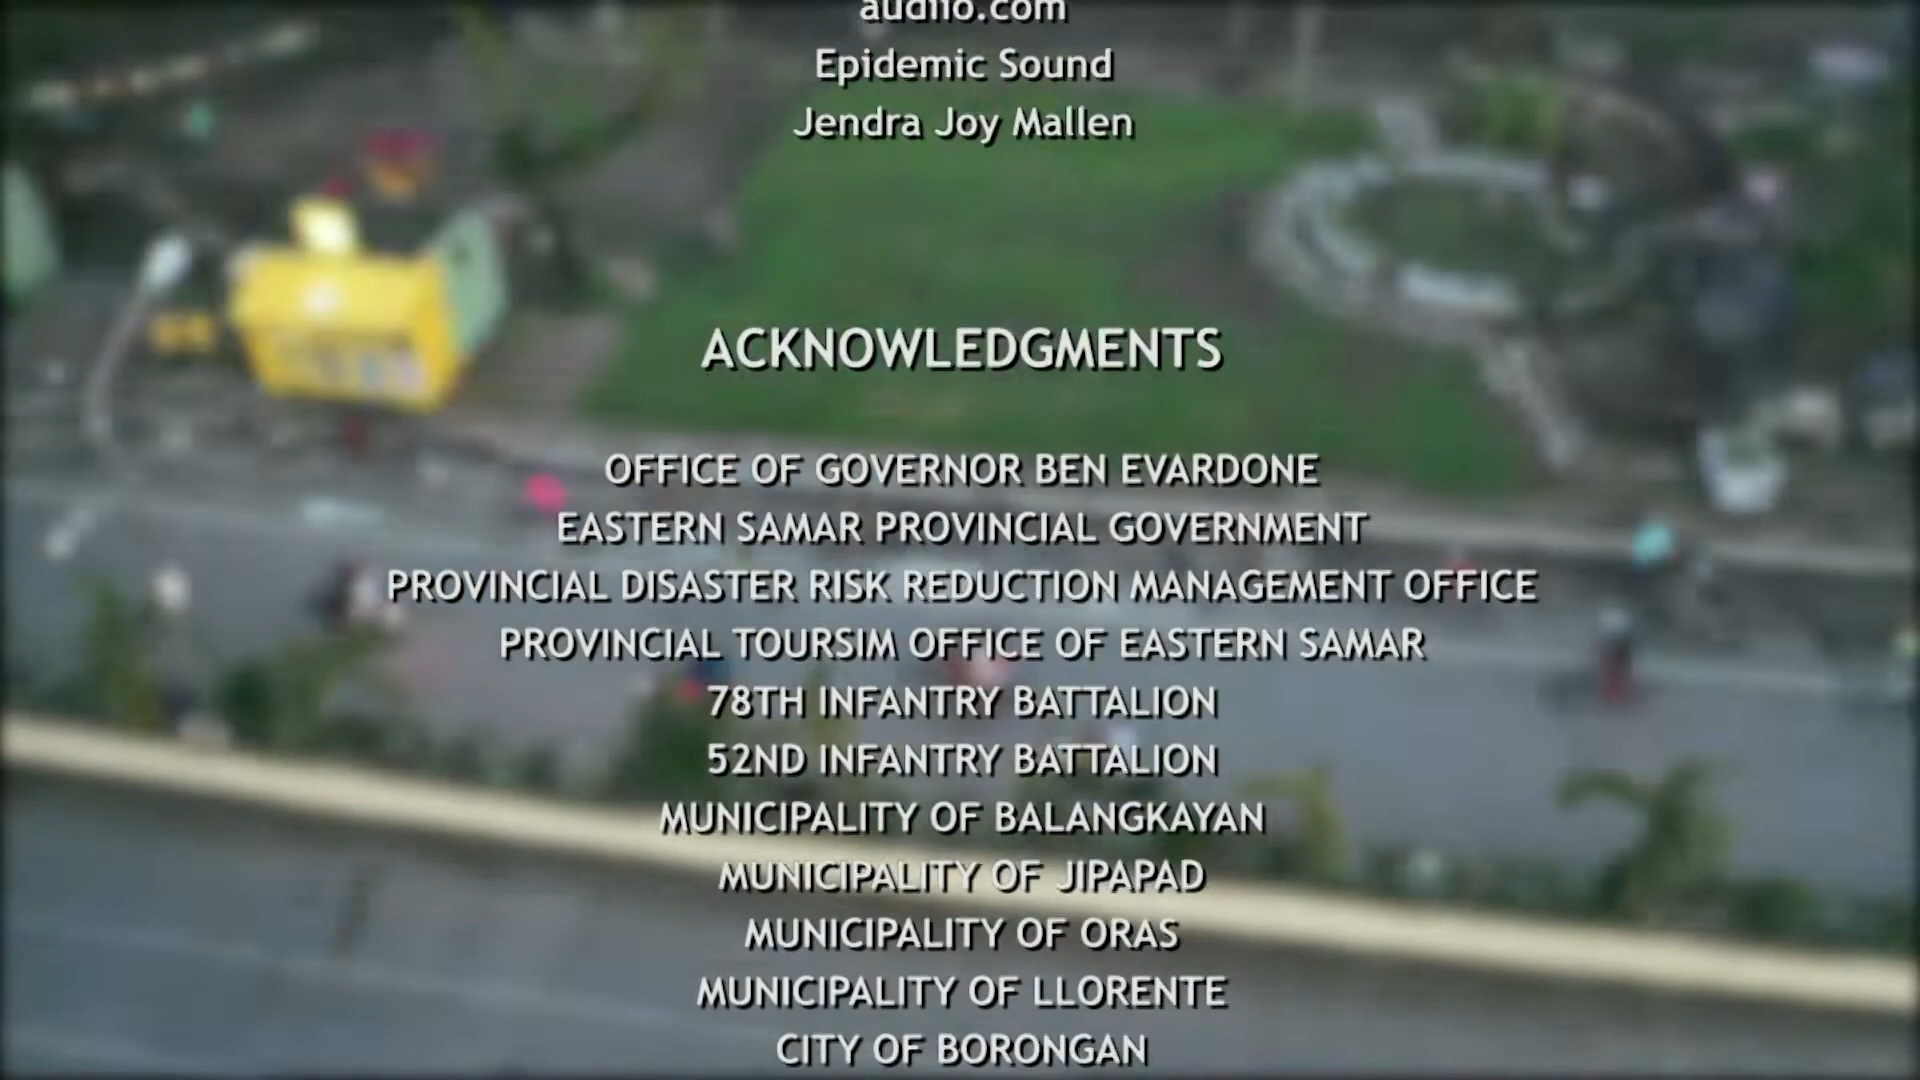 audiio.com
Epidemic Sound
Jendra Joy Mallen
ACKNOWLEDGMENTS
OFFICE OF GOVERNOR BEN EVARDONE
EASTERN SAMAR PROVINCIAL GOVERNMENT
PROVINCIAL DISASTER RISK REDUCTION MANAGEMENT OFFICE
PROVINCIAL TOURSIM OFFICE OF EASTERN SAMAR
78TH INFANTRY BATTALION
52ND INFANTRY BATTALION
MUNICIPALITY OF BALANGKAYAN
MUNICIPALITY OF JIPAPAD
MUNICIPALITY OF ORAS
MUNICIPALITY OF LLORENTE
CITY OF BORONGAN